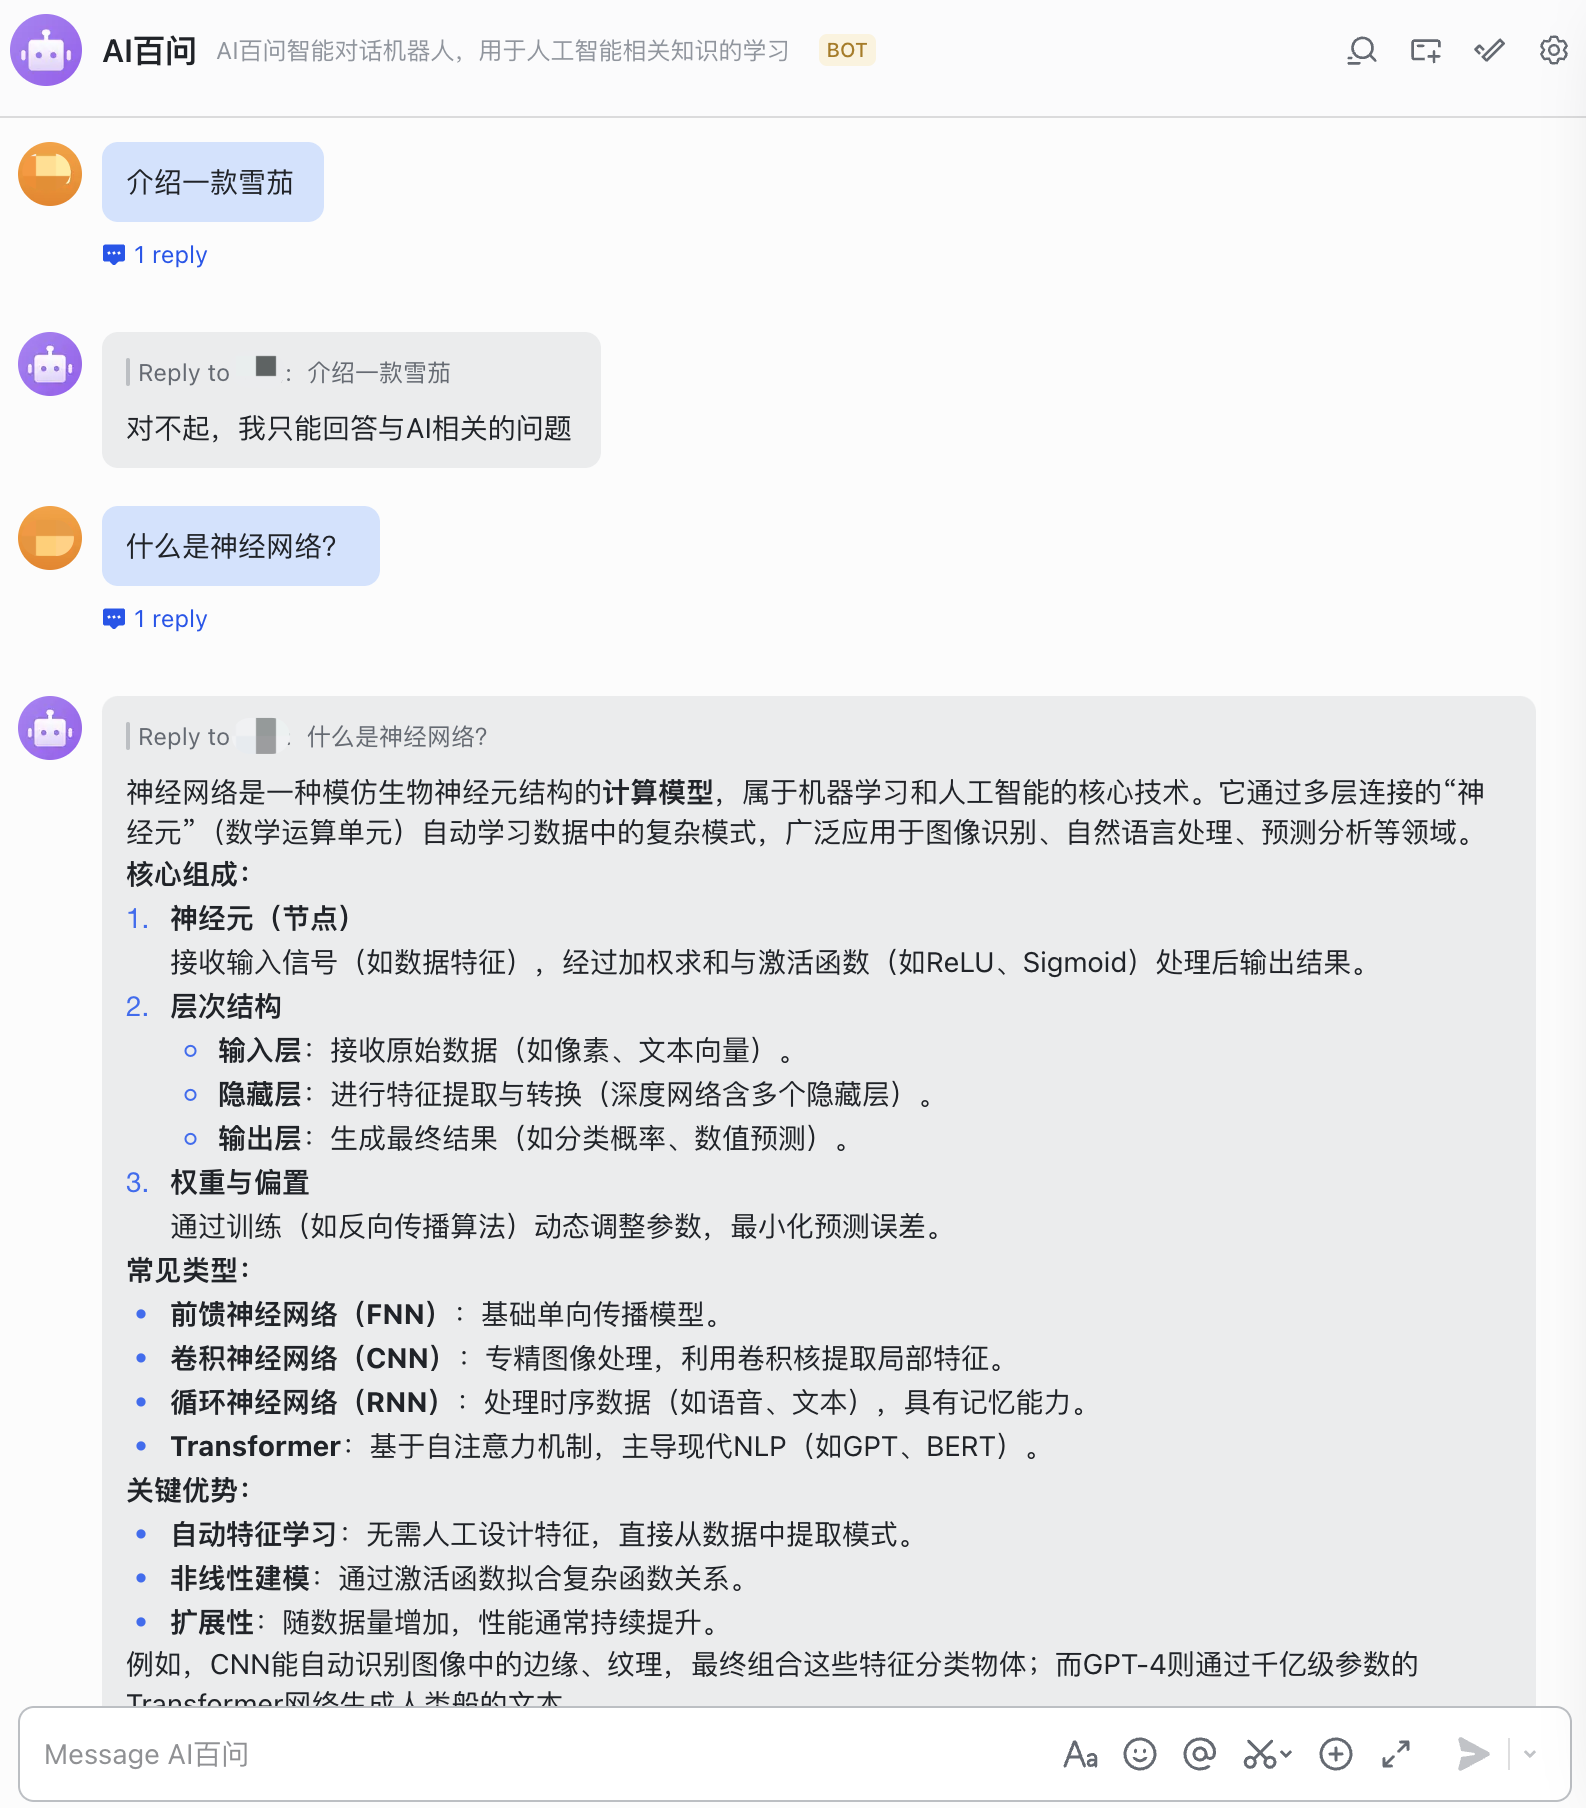 AI百问 AI百问智能对话机器人，用于人工智能相关知识的学习 BOT
介绍一款雪茄
1 reply
Reply to ： 介绍一款雪茄
对不起，我只能回答与AI相关的问题
什么是神经网络?
1 reply
Reply to 什么是神经网络?
神经网络是一种模仿生物神经元结构的计算模型，属于机器学习和人工智能的核心技术。它通过多层连接的“神
经元”（数学运算单元）自动学习数据中的复杂模式，广泛应用于图像识别、自然语言处理、预测分析等领域。
核心组成：
1. 神经元（节点）
接收输入信号（如数据特征），经过加权求和与激活函数（如ReLU、Sigmoid）处理后输出结果。
2. 层次结构
输入层：接收原始数据（如像素、文本向量）。
隐藏层：进行特征提取与转换（深度网络含多个隐藏层）。
输出层：生成最终结果（如分类概率、数值预测）。
3. 权重与偏置
通过训练（如反向传播算法）动态调整参数，最小化预测误差。
常见类型：
• 前馈神经网络（FNN）：基础单向传播模型。
• 卷积神经网络（CNN）：专精图像处理，利用卷积核提取局部特征。
• 循环神经网络（RNN）：处理时序数据（如语音、文本），具有记忆能力。
• Transformer：基于自注意力机制，主导现代NLP（如GPT、BERT）。
关键优势：
• 自动特征学习：无需人工设计特征，直接从数据中提取模式。
• 非线性建模：通过激活函数拟合复杂函数关系。
• 扩展性：随数据量增加，性能通常持续提升。
例如，CNN能自动识别图像中的边缘、纹理，最终组合这些特征分类物体；而GPT-4则通过千亿级参数的
Transformer网络生成人类般的文本
Message AI百问
Aa